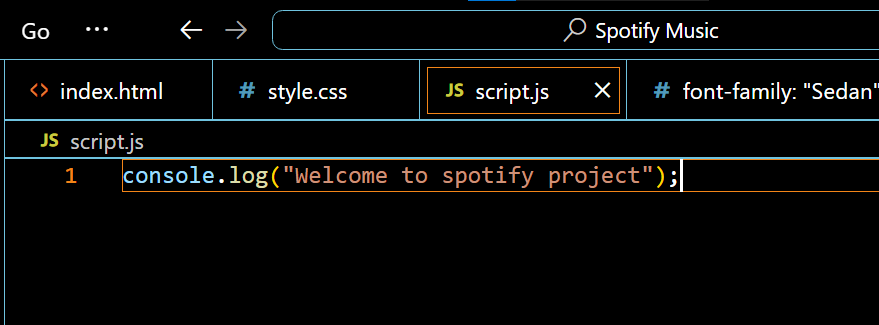 Go ... Spotify Music
index.html # style.css JS script.js # font-family: "Sedan"
JS script.js
1 console.log("Welcome to spotify project");